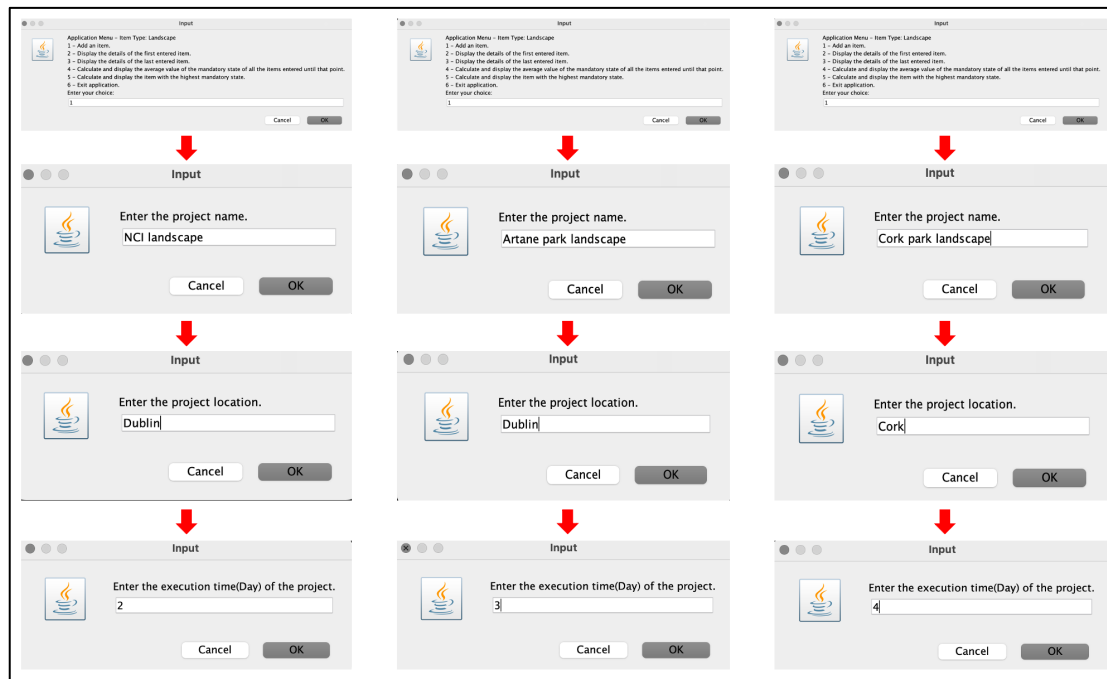 Input
Application Menu - Item Type: Landscape
1 - Add an item.
2 - Display the details of the first entered item.
3 - Display the details of the last entered item.
4 - Calculate and display the average value of the mandatory state of all the items entered until that point.
5 - Calculate and display the item with the highest mandatory state.
6 - Exit application.
Enter your choice:
1
Cancel OK
Input
Enter the project name.
NCI landscape
Cancel OK
Input
Enter the project location.
Dublin
Cancel OK
Input
Enter the execution time(Day) of the project.
2
Cancel OK
Input
Application Menu - Item Type: Landscape
1 - Add an item.
2 - Display the details of the first entered item.
3 - Display the details of the last entered item.
4 - Calculate and display the average value of the mandatory state of all the items entered until that point.
5 - Calculate and display the item with the highest mandatory state.
6 - Exit application.
Enter your choice:
1
Cancel OK
Input
Enter the project name.
Artane park landscape
Cancel OK
Input
Enter the project location.
Dublin
Cancel OK
Input
Enter the execution time(Day) of the project.
3
Cancel OK
Input
Application Menu - Item Type: Landscape
1 - Add an item.
2 - Display the details of the first entered item.
3 - Display the details of the last entered item.
4 - Calculate and display the average value of the mandatory state of all the items entered until that point.
5 - Calculate and display the item with the highest mandatory state.
6 - Exit application.
Enter your choice:
1
Cancel OK
Input
Enter the project name.
Cork park landscape
Cancel OK
Input
Enter the project location.
Cork
Cancel OK
Input
Enter the execution time(Day) of the project.
4
Cancel OK